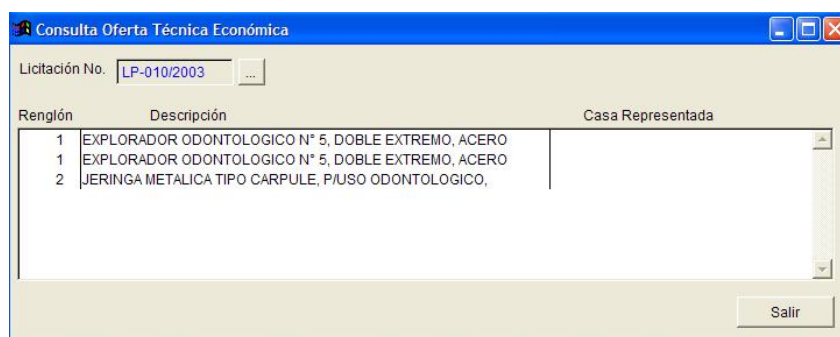 Consulta Oferta Técnica Económica
Licitación No. LP-010/2003 ...
Renglón Descripción Casa Representada
1 EXPLORADOR ODONTOLOGICO N° 5, DOBLE EXTREMO, ACERO
1 EXPLORADOR ODONTOLOGICO N° 5, DOBLE EXTREMO, ACERO
2 JERINGA METALICA TIPO CARPULE, P/USO ODONTOLOGICO,
Salir